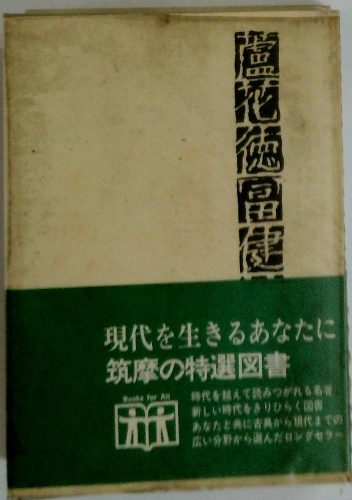 蘆花徳冨健
現代を生きるあなたに
筑摩の特選図書
Books for All
時代を越えて読みつがれる名著
新しい時代をきりひらく図書
あなたと共に古典から現代までの
広い分野から選んだロングセラー